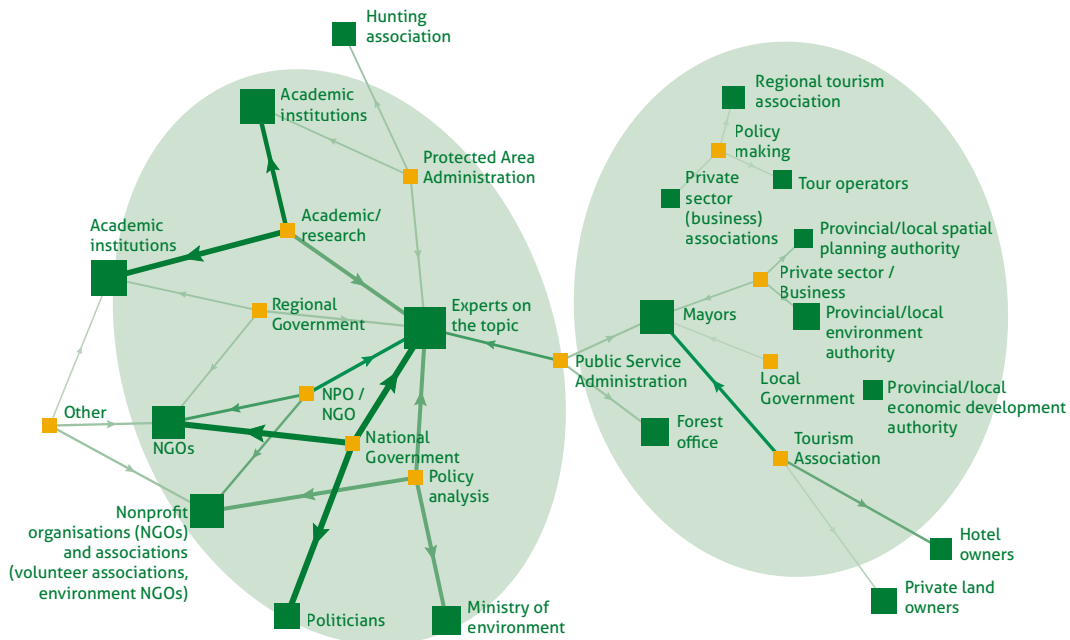 Hunting
association
Academic
institutions
Protected Area
Administration
Academic/
research
Academic
institutions
Regional
Government
Experts on
the topic
NPO /
NGO
Other
NGOs
National
Government
Policy
analysis
Nonprofit
organisations (NGOs)
and associations
(volunteer associations,
environment NGOs)
Politicians
Ministry of
environment
Regional tourism
association
Policy
making
Tour operators
Private
sector
(business)
associations
Provincial/local spatial
planning authority
Private sector /
Business
Provincial/local
environment
authority
Mayors
Public Service
Administration
Local
Government
Provincial/local
economic development
authority
Forest
office
Tourism
Association
Hotel
owners
Private land
owners